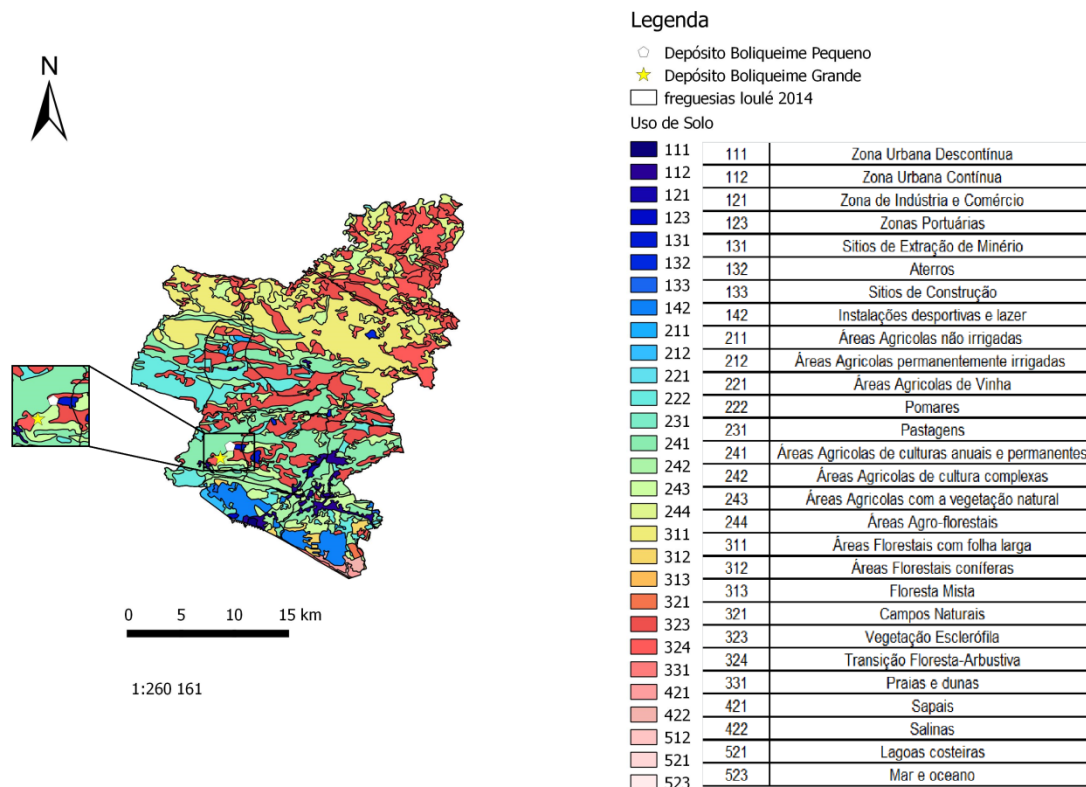 Legenda
Depósito Boliqueime Pequeno
Depósito Boliqueime Grande
freguesias loulé 2014
Uso de Solo
111
112
121
123
131
132
133
142
211
212
221
222
231
241
242
243
244
311
312
313
321
323
324
331
421
422
512
521
523
111 Zona Urbana Descontínua
112 Zona Urbana Contínua
121 Zona de Indústria e Comércio
123 Zonas Portuárias
131 Sitios de Extração de Minério
132 Aterros
133 Sitios de Construção
142 Instalações desportivas e lazer
211 Áreas Agricolas não irrigadas
212 Áreas Agricolas permanentemente irrigadas
221 Áreas Agricolas de Vinha
222 Pomares
231 Pastagens
241 Áreas Agricolas de culturas anuais e permanentes
242 Áreas Agricolas de cultura complexas
243 Áreas Agricolas com a vegetação natural
244 Áreas Agro-florestais
311 Áreas Florestais com folha larga
312 Áreas Florestais coníferas
313 Floresta Mista
321 Campos Naturais
323 Vegetação Esclerófila
324 Transição Floresta-Arbustiva
331 Praias e dunas
421 Sapais
422 Salinas
521 Lagoas costeiras
523 Mar e oceano
N
0 5 10 15 km
1:260 161